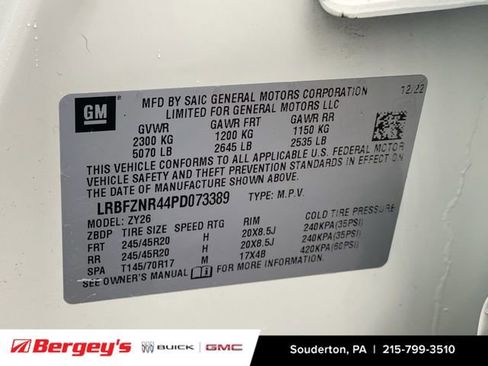 GM
MFD BY SAIC GENERAL MOTORS CORPORATION 12/22
LIMITED FOR GENERAL MOTORS LLC
GVWR GAWR FRT GAWR RR
2300 KG 1200 KG 1150 KG
5070 LB 2645 LB 2535 LB
THIS VEHICLE CONFORMS TO ALL APPLICABLE U.S. FEDERAL MOTOR
VEHICLE SAFETY AND THEFT PREVENTION STANDARDS IN EFFECT ON
THE DATE OF MANUFACTURE SHOWN ABOVE.
LRBFZNR44PD073389 TYPE: M.P.V.
MODEL: ZY26
ZBDP TIRE SIZE SPEED RTG RIM COLD TIRE PRESSURE
FRT 245/45R20 H 20X8.5J 240KPA(35PSI)
RR 245/45R20 H 20X8.5J 240KPA(35PSI)
SPA T145/70R17 M 17X4B 420KPA(60PSI)
SEE OWNER'S MANUAL FOR MORE INFORMATION.
Bergey's BUICK GMC Souderton, PA | 215-799-3510